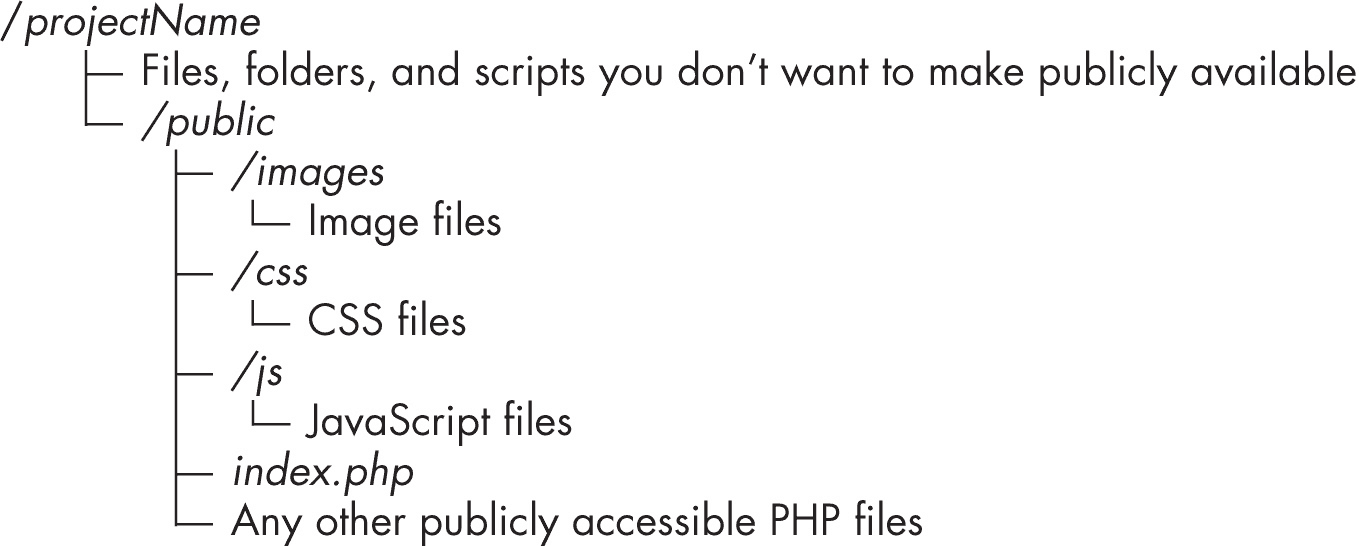 /projectName
Files, folders, and scripts you don’t want to make publicly available
/public
/images
Image files
/css
CSS files
/js
JavaScript files
index.php
Any other publicly accessible PHP files